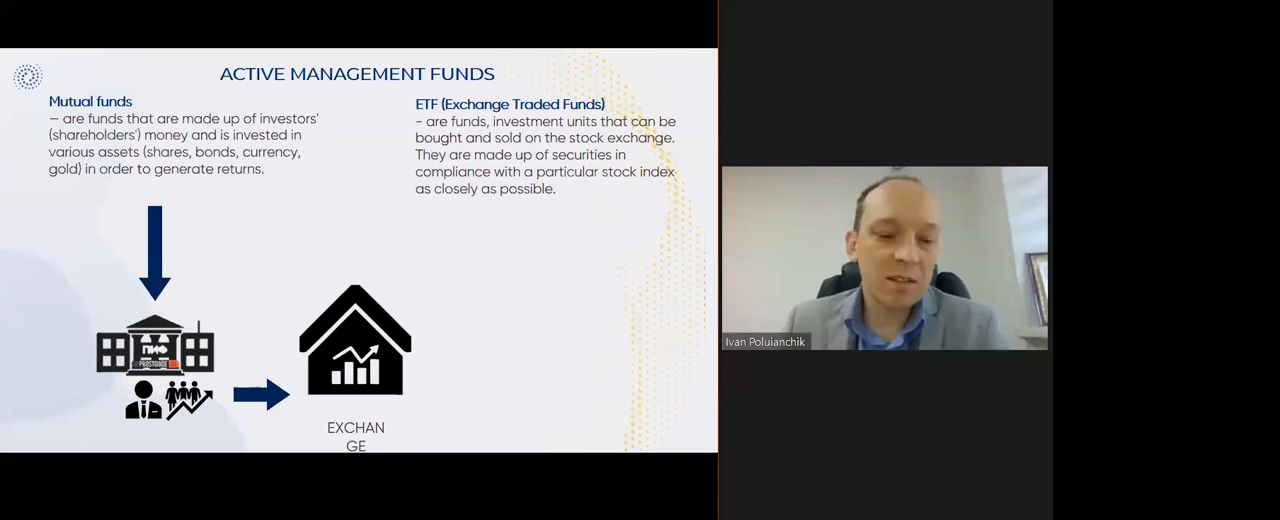 ACTIVE MANAGEMENT FUNDS
Mutual funds
– are funds that are made up of investors'
(shareholders') money and is invested in
various assets (shares, bonds, currency,
gold) in order to generate returns.
ETF (Exchange Traded Funds)
- are funds, investment units that can be
bought and sold on the stock exchange.
They are made up of securities in
compliance with a particular stock index
as closely as possible.
ПИФ
EXCHAN
GE
Ivan Poluianchik